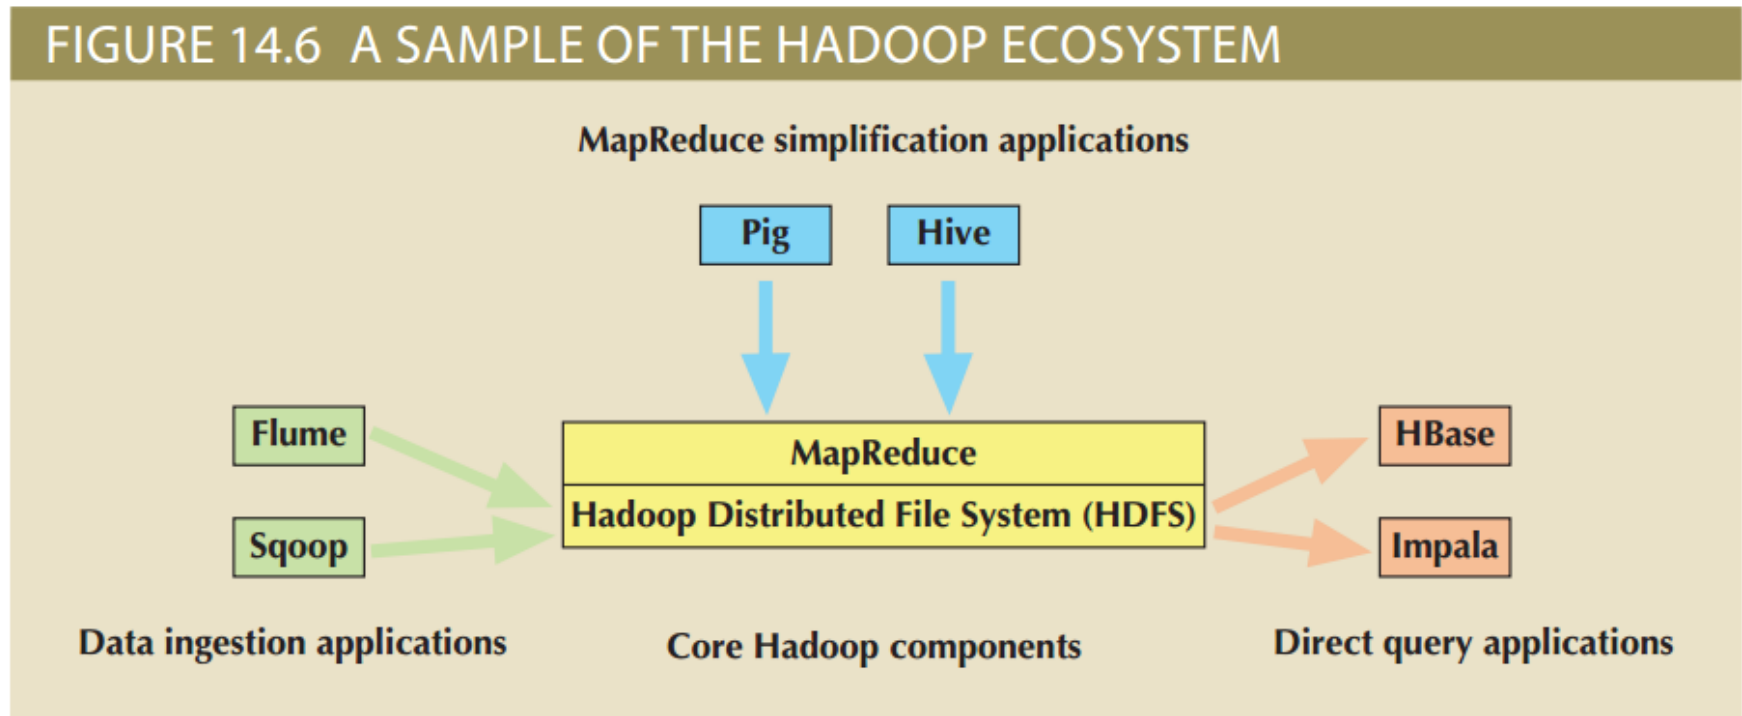 FIGURE 14.6 A SAMPLE OF THE HADOOP ECOSYSTEM
MapReduce simplification applications
Pig
Hive
Flume
Sqoop
MapReduce
Hadoop Distributed File System (HDFS)
HBase
Impala
Data ingestion applications
Core Hadoop components
Direct query applications